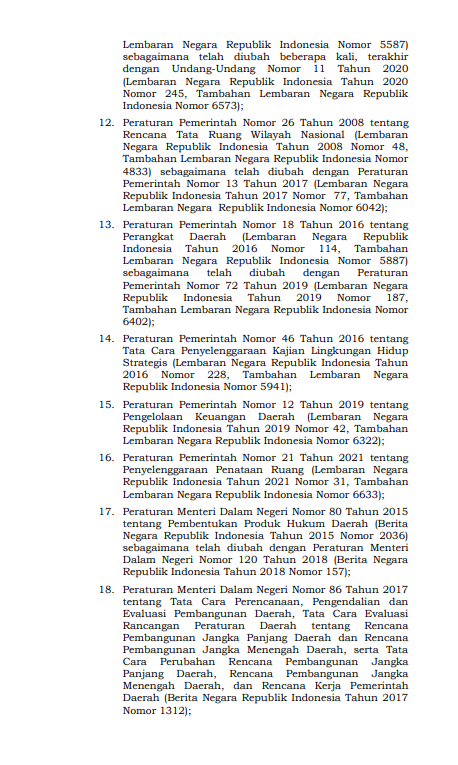 Lembaran Negara Republik Indonesia Nomor 5587)
sebagaimana telah diubah beberapa kali, terakhir
dengan Undang-Undang Nomor 11 Tahun 2020
(Lembaran Negara Republik Indonesia Tahun 2020
Nomor 245, Tambahan Lembaran Negara Republik
Indonesia Nomor 6573);
12. Peraturan Pemerintah Nomor 26 Tahun 2008 tentang
Rencana Tata Ruang Wilayah Nasional (Lembaran
Negara Republik Indonesia Tahun 2008 Nomor 48,
Tambahan Lembaran Negara Republik Indonesia Nomor
4833) sebagaimana telah diubah dengan Peraturan
Pemerintah Nomor 13 Tahun 2017 (Lembaran Negara
Republik Indonesia Tahun 2017 Nomor 77, Tambahan
Lembaran Negara Republik Indonesia Nomor 6042);
13. Peraturan Pemerintah Nomor 18 Tahun 2016 tentang
Perangkat Daerah (Lembaran Negara Republik
Indonesia Tahun 2016 Nomor 114, Tambahan
Lembaran Negara Republik Indonesia Nomor 5887)
sebagaimana telah diubah dengan Peraturan
Pemerintah Nomor 72 Tahun 2019 (Lembaran Negara
Republik Indonesia Tahun 2019 Nomor 187,
Tambahan Lembaran Negara Republik Indonesia Nomor
6402);
14. Peraturan Pemerintah Nomor 46 Tahun 2016 tentang
Tata Cara Penyelenggaraan Kajian Lingkungan Hidup
Strategis (Lembaran Negara Republik Indonesia Tahun
2016 Nomor 228, Tambahan Lembaran Negara
Republik Indonesia Nomor 5941);
15. Peraturan Pemerintah Nomor 12 Tahun 2019 tentang
Pengelolaan Keuangan Daerah (Lembaran Negara
Republik Indonesia Tahun 2019 Nomor 42, Tambahan
Lembaran Negara Republik Indonesia Nomor 6322);
16. Peraturan Pemerintah Nomor 21 Tahun 2021 tentang
Penyelenggaraan Penataan Ruang (Lembaran Negara
Republik Indonesia Tahun 2021 Nomor 31, Tambahan
Lembaran Negara Republik Indonesia Nomor 6633);
17. Peraturan Menteri Dalam Negeri Nomor 80 Tahun 2015
tentang Pembentukan Produk Hukum Daerah (Berita
Negara Republik Indonesia Tahun 2015 Nomor 2036)
sebagaimana telah diubah dengan Peraturan Menteri
Dalam Negeri Nomor 120 Tahun 2018 (Berita Negara
Republik Indonesia Tahun 2018 Nomor 157);
18. Peraturan Menteri Dalam Negeri Nomor 86 Tahun 2017
tentang Tata Cara Perencanaan, Pengendalian dan
Evaluasi Pembangunan Daerah, Tata Cara Evaluasi
Rancangan Peraturan Daerah tentang Rencana
Pembangunan Jangka Panjang Daerah dan Rencana
Pembangunan Jangka Menengah Daerah, serta Tata
Cara Perubahan Rencana Pembangunan Jangka
Panjang Daerah, Rencana Pembangunan Jangka
Menengah Daerah, dan Rencana Kerja Pemerintah
Daerah (Berita Negara Republik Indonesia Tahun 2017
Nomor 1312);